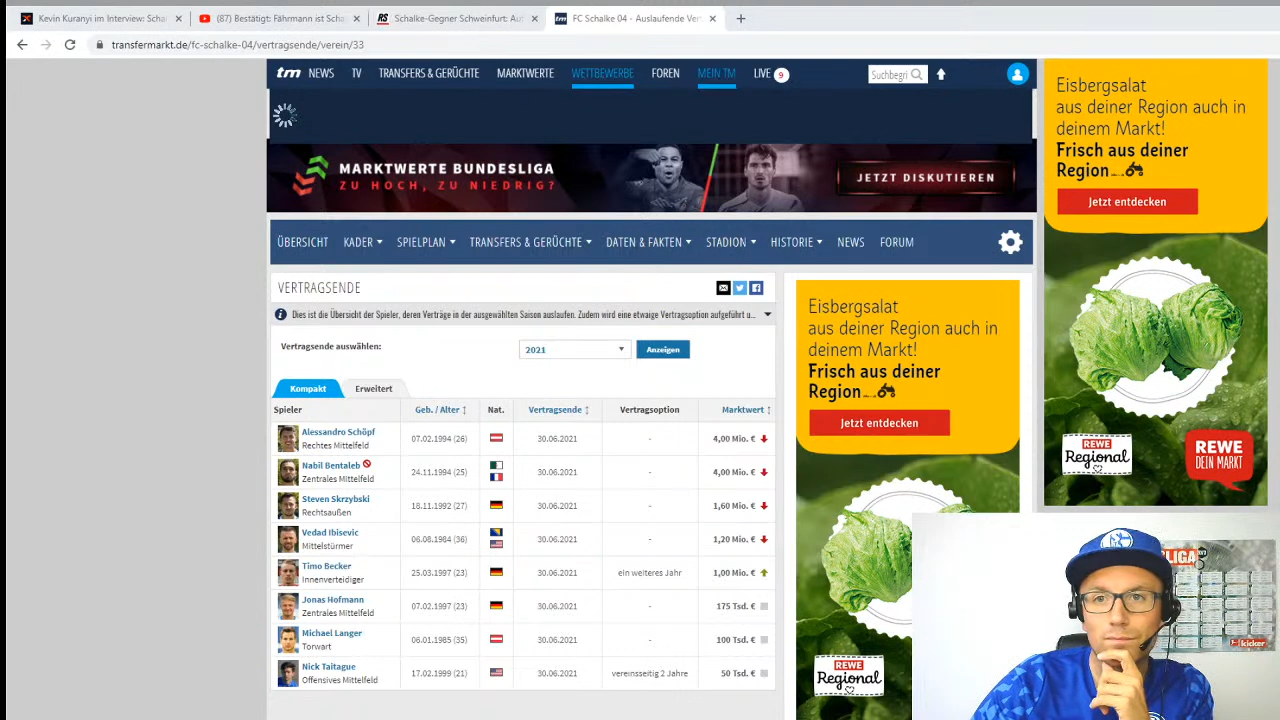 Kevin Kuranyi im Interview: Scha
(87) Bestätigt: Fährmann ist Scha
RS Schalke-Gegner Schweinfurt: Auf
tm FC Schalke 04 - Auslaufende Ver
transfermarkt.de/fc-schalke-04/vertragsende/verein/33
tm NEWS TV TRANSFERS & GERÜCHTE MARKTWERTE WETTBEWERBE FOREN MEIN TM LIVE 9 Suchbegri
MARKTWERTE BUNDESLIGA
ZU HOCH, ZU NIEDRIG?
JETZT DISKUTIEREN
ÜBERSICHT KADER SPIELPLAN TRANSFERS & GERÜCHTE DATEN & FAKTEN STADION HISTORIE NEWS FORUM
VERTRAGSENDE
Dies ist die Übersicht der Spieler, deren Verträge in der ausgewählten Saison auslaufen. Zudem wird eine etwaige Vertragsoption aufgeführt u...
Vertragsende auswählen: 2021 Anzeigen
Kompakt Erweitert
Spieler Geb. / Alter Nat. Vertragsende Vertragsoption Marktwert
Alessandro Schöpf
Rechtes Mittelfeld 07.02.1994 (26) 30.06.2021 - 4,00 Mio. €
Nabil Bentaleb
Zentrales Mittelfeld 24.11.1994 (25) 30.06.2021 - 4,00 Mio. €
Steven Skrzybski
Rechtsaußen 18.11.1992 (27) 30.06.2021 - 1,60 Mio. €
Vedad Ibisevic
Mittelstürmer 06.08.1984 (36) 30.06.2021 - 1,20 Mio. €
Timo Becker
Innenverteidiger 25.03.1997 (23) 30.06.2021 ein weiteres Jahr 1,00 Mio. €
Jonas Hofmann
Zentrales Mittelfeld 07.02.1997 (23) 30.06.2021 - 175 Tsd. €
Michael Langer
Torwart 06.01.1985 (35) 30.06.2021 - 100 Tsd. €
Nick Taitague
Offensives Mittelfeld 17.02.1999 (21) 30.06.2021 vereinsseitig 2 Jahre 50 Tsd. €
Eisbergsalat
aus deiner Region auch in
deinem Markt!
Frisch aus deiner
Region
Jetzt entdecken
REWE
Regional
Eisbergsalat
aus deiner Region auch in
deinem Markt!
Frisch aus deiner
Region
Jetzt entdecken
REWE
Regional
REWE
DEIN MARKT
LIGA
kicker